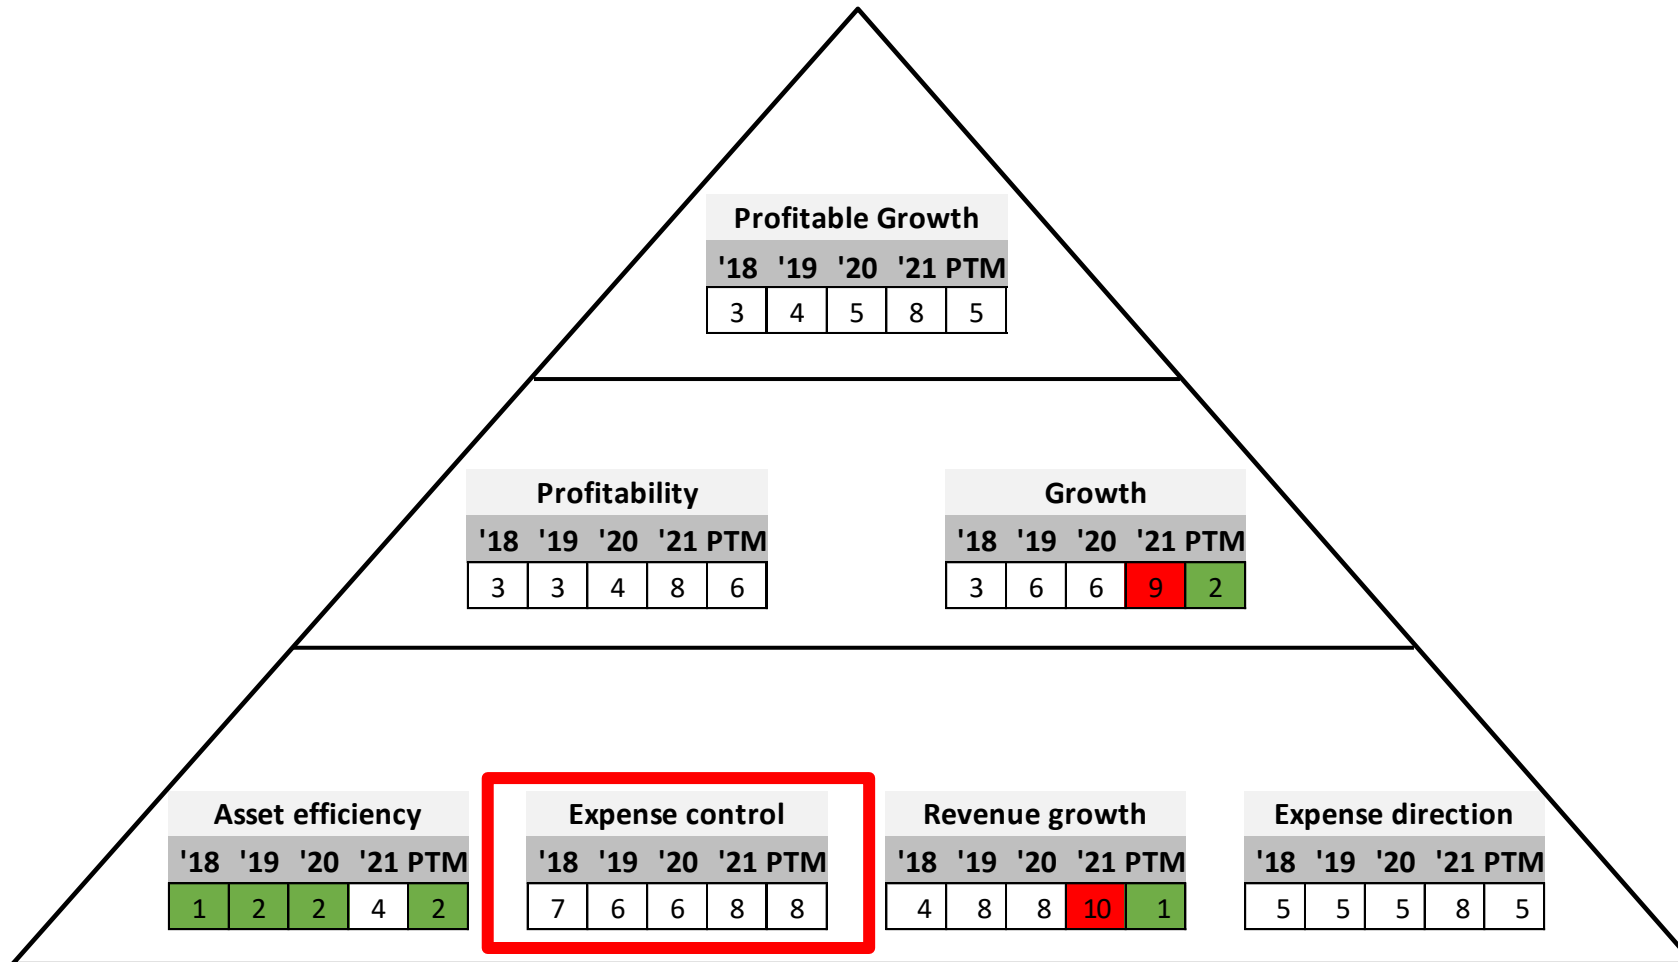 Profitable Growth
'18 '19 '20 '21 PTM
3 4 5 8 5
Profitability
'18 '19 '20 '21 PTM
3 3 4 8 6
Growth
'18 '19 '20 '21 PTM
3 6 6 9 2
Asset efficiency
'18 '19 '20 '21 PTM
1 2 2 4 2
Expense control
'18 '19 '20 '21 PTM
7 6 6 8 8
Revenue growth
'18 '19 '20 '21 PTM
4 8 8 10 1
Expense direction
'18 '19 '20 '21 PTM
5 5 5 8 5